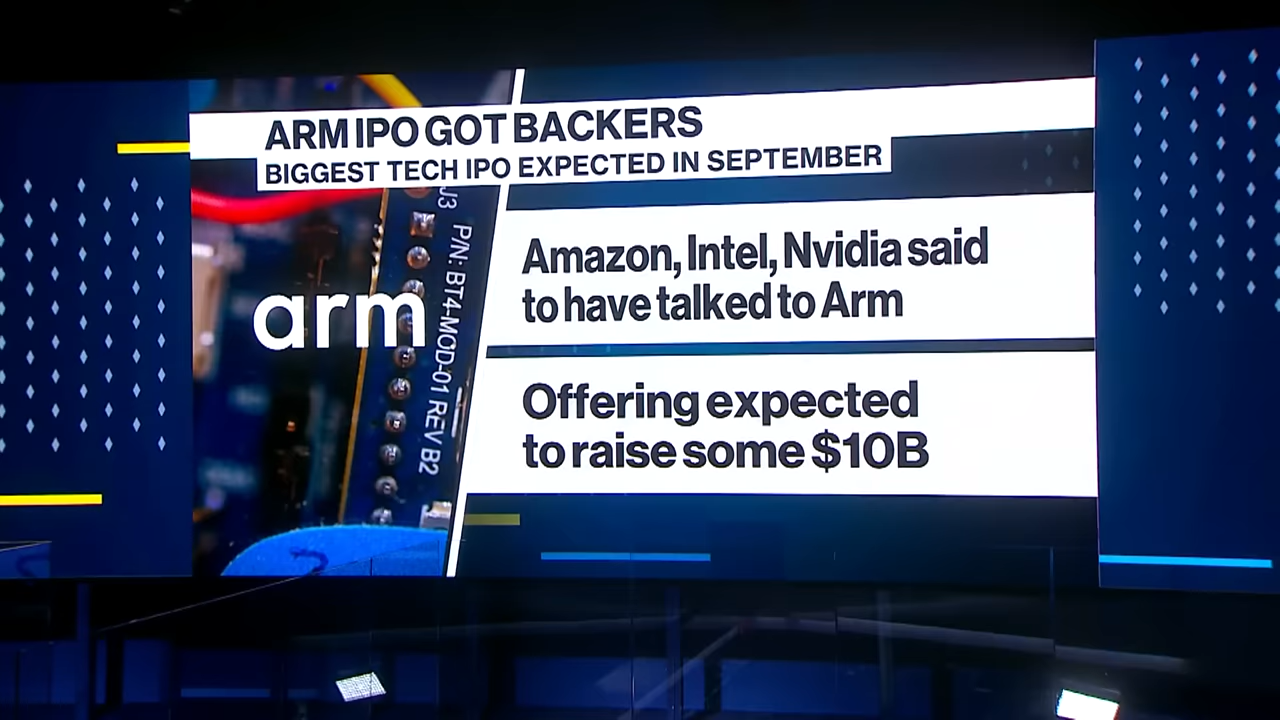 ARM IPO GOT BACKERS
BIGGEST TECH IPO EXPECTED IN SEPTEMBER
Amazon, Intel, Nvidia said
to have talked to Arm
Offering expected
to raise some $10B
arm
J3
P/N: BT4-MOD-01 REV B2